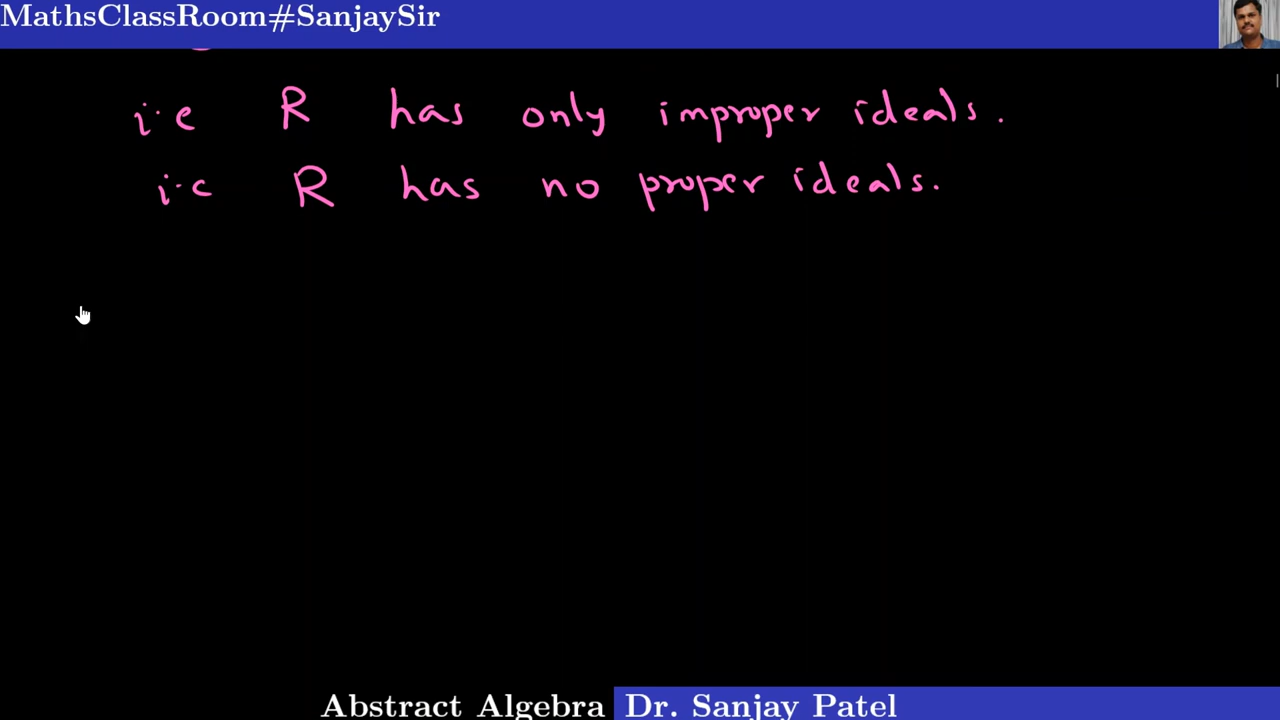 MathsClassRoom#SanjaySir
i.e R has only improper ideals.
i.e R has no proper ideals.
Abstract Algebra Dr. Sanjay Patel